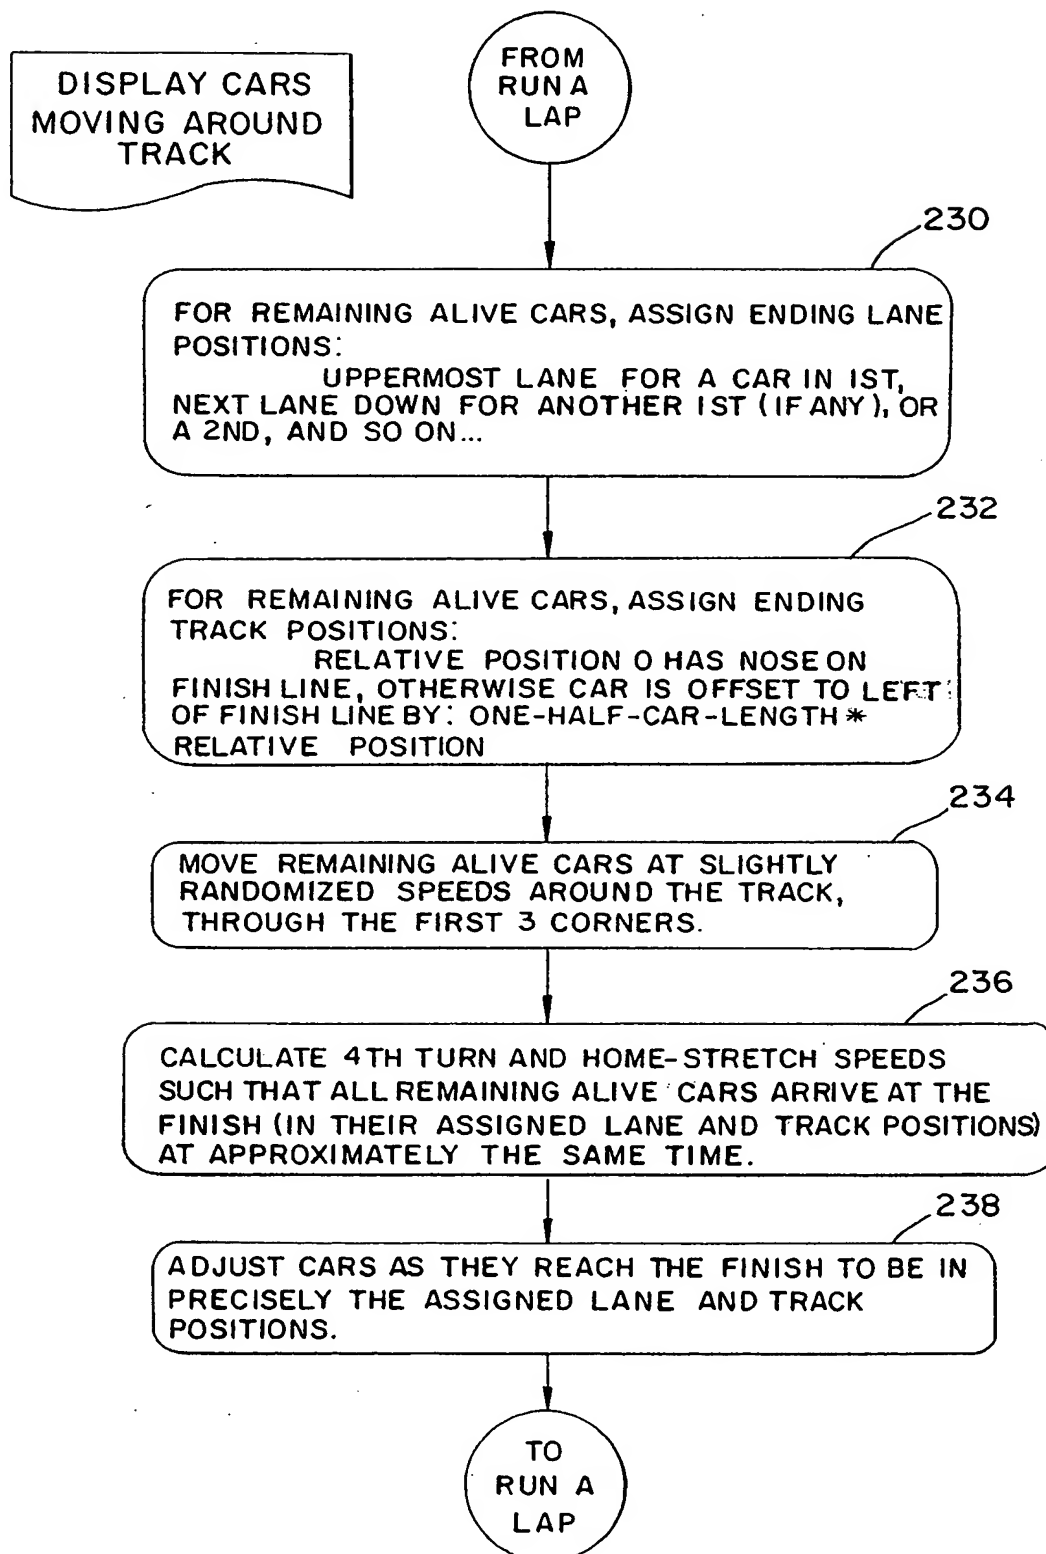 DISPLAY CARS
MOVING AROUND
TRACK
FROM
RUN A
LAP
230
FOR REMAINING ALIVE CARS, ASSIGN ENDING LANE
POSITIONS:
UPPERMOST LANE FOR A CAR IN 1ST,
NEXT LANE DOWN FOR ANOTHER 1ST (IF ANY), OR
A 2ND, AND SO ON...
232
FOR REMAINING ALIVE CARS, ASSIGN ENDING
TRACK POSITIONS:
RELATIVE POSITION 0 HAS NOSE ON
FINISH LINE, OTHERWISE CAR IS OFFSET TO LEFT
OF FINISH LINE BY: ONE-HALF-CAR-LENGTH *
RELATIVE POSITION
234
MOVE REMAINING ALIVE CARS AT SLIGHTLY
RANDOMIZED SPEEDS AROUND THE TRACK,
THROUGH THE FIRST 3 CORNERS.
236
CALCULATE 4TH TURN AND HOME-STRETCH SPEEDS
SUCH THAT ALL REMAINING ALIVE CARS ARRIVE AT THE
FINISH (IN THEIR ASSIGNED LANE AND TRACK POSITIONS)
AT APPROXIMATELY THE SAME TIME.
238
ADJUST CARS AS THEY REACH THE FINISH TO BE IN
PRECISELY THE ASSIGNED LANE AND TRACK
POSITIONS.
TO
RUN A
LAP